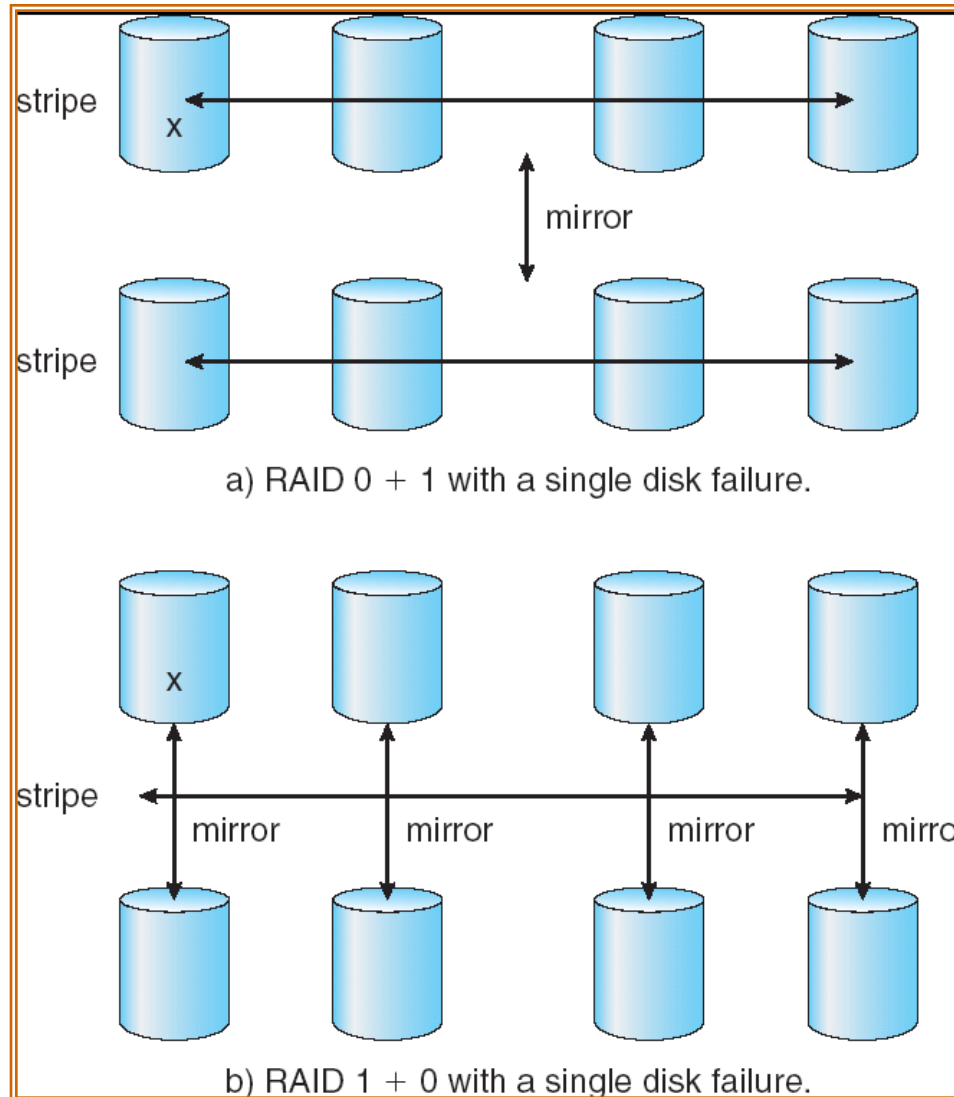 stripe
x
mirror
stripe
a) RAID 0 + 1 with a single disk failure.
x
stripe
mirror mirror mirror mirro
b) RAID 1 + 0 with a single disk failure.